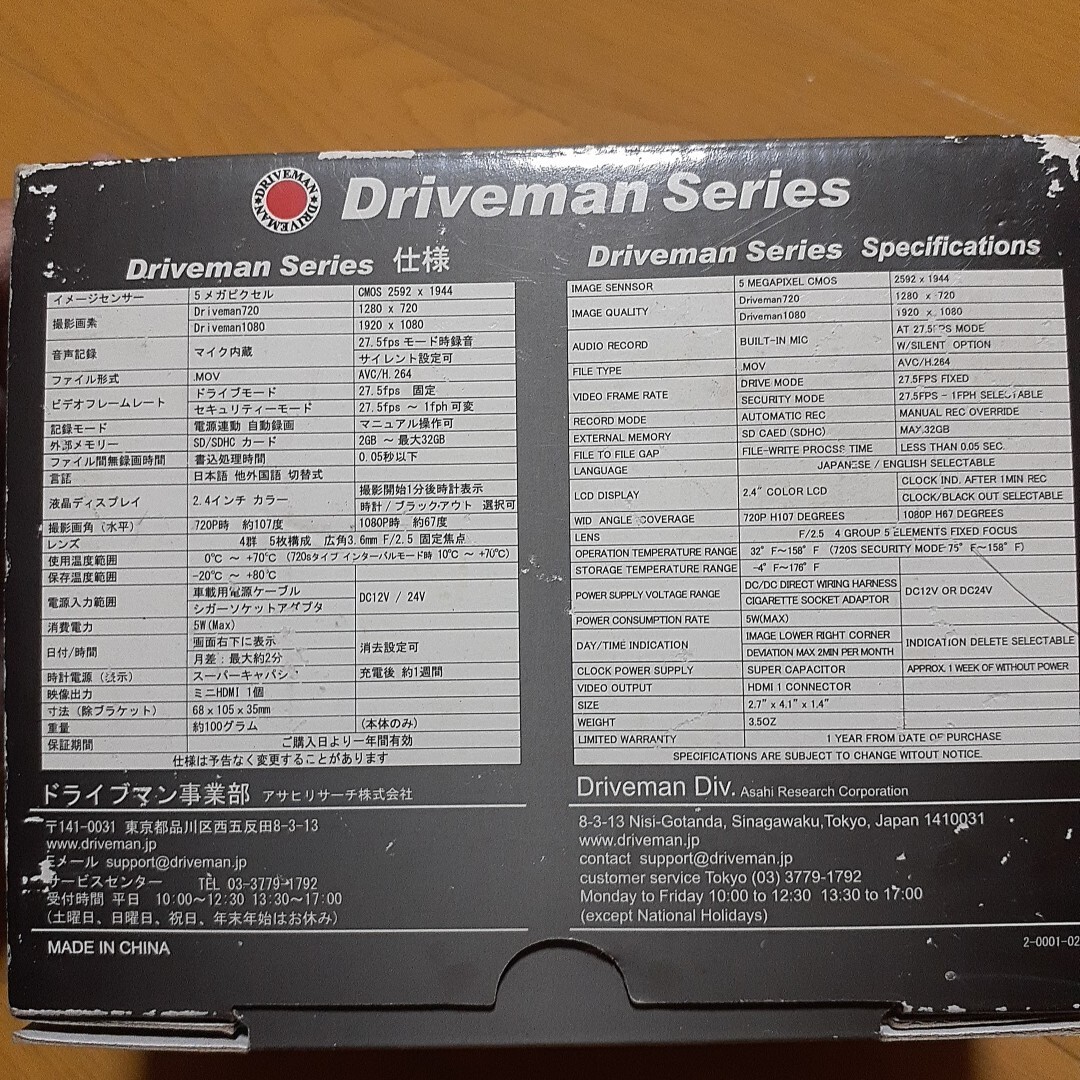 DRIVEMAN DRIVEMAN
Driveman Series
Driveman Series 仕様
イメージセンサー 5メガピクセル CMOS 2592 x 1944
撮影画素 Driveman720 1280 x 720
Driveman1080 1920 x 1080
音声記録 マイク内蔵 27.5fpsモード時録音
サイレント設定可
ファイル形式 .MOV AVC/H.264
ビデオフレームレート ドライブモード 27.5fps 固定
セキュリティーモード 27.5fps ~ 1fph可変
記録モード 電源連動 自動録画 マニュアル操作可
外部メモリー SD/SDHC カード 2GB ~ 最大32GB
ファイル間無録画時間 書込処理時間 0.05秒以下
言語 日本語 他外国語 切替式
液晶ディスプレイ 2.4インチ カラー 撮影開始1分後時計表示
時計/ブラックアウト 選択可
撮影画角(水平) 720P時 約107度 1080P時 約67度
レンズ 4群 5枚構成 広角3.6mm F/2.5 固定焦点
使用温度範囲 0℃ ~ +70℃ (720sタイプ インターバルモード時 10℃ ~ +70℃)
保存温度範囲 -20℃ ~ +80℃
電源入力範囲 車載用電源ケーブル DC12V / 24V
シガーソケットアダプタ
消費電力 5W(Max)
日付/時間 画面右下に表示 消去設定可
月差:最大約2分
時計電源(表示) スーパーキャパシ 充電後 約1週間
映像出力 ミニHDMI 1個
寸法(除ブラケット) 68x105x35mm
重量 約100グラム (本体のみ)
保証期間 ご購入日より一年間有効
仕様は予告なく変更することがあります
ドライブマン事業部 アサヒリサーチ株式会社
〒141-0031 東京都品川区西五反田8-3-13
www.driveman.jp
Eメール support@driveman.jp
サービスセンター TEL 03-3779-1792
受付時間 平日 10:00~12:30 13:30~17:00
(土曜日、日曜日、祝日、年末年始はお休み)
MADE IN CHINA
Driveman Series Specifications
IMAGE SENNSOR 5 MEGAPIXEL CMOS 2592 x 1944
IMAGE QUALITY Driveman720 1280 x 720
Driveman1080 1920 x 1080
AUDIO RECORD BUILT-IN MIC AT 27.5FPS MODE
W/SILENT OPTION
FILE TYPE .MOV AVC/H.264
VIDEO FRAME RATE DRIVE MODE 27.5FPS FIXED
SECURITY MODE 27.5FPS - 1FPH SELECTABLE
RECORD MODE AUTOMATIC REC MANUAL REC OVERRIDE
EXTERNAL MEMORY SD CAED (SDHC) MAX.32GB
FILE TO FILE GAP FILE-WRITE PROCSS TIME LESS THAN 0.05 SEC.
LANGUAGE JAPANESE / ENGLISH SELECTABLE
LCD DISPLAY 2.4" COLOR LCD CLOCK IND. AFTER 1MIN REC
CLOCK/BLACK OUT SELECTABLE
WID ANGLE COVERAGE 720P H107 DEGREES 1080P H67 DEGREES
LENS F/2.5 4 GROUP 5 ELEMENTS FIXED FOCUS
OPERATION TEMPERATURE RANGE 32° F~158° F (720S SECURITY MODE 75° F~158° F)
STORAGE TEMPERATURE RANGE -4° F~176° F
POWER SUPPLY VOLTAGE RANGE DC/DC DIRECT WIRING HARNESS DC12V OR DC24V
CIGARETTE SOCKET ADAPTOR
POWER CONSUMPTION RATE 5W(MAX)
DAY/TIME INDICATION IMAGE LOWER RIGHT CORNER INDICATION DELETE SELECTABLE
DEVIATION MAX 2MIN PER MONTH
CLOCK POWER SUPPLY SUPER CAPACITOR APPROX. 1 WEEK OF WITHOUT POWER
VIDEO OUTPUT HDMI 1 CONNECTOR
SIZE 2.7" x 4.1" x 1.4"
WEIGHT 3.5OZ
LIMITED WARRANTY 1 YEAR FROM DATE OF PURCHASE
SPECIFICATIONS ARE SUBJECT TO CHANGE WITOUT NOTICE.
Driveman Div. Asahi Research Corporation
8-3-13 Nisi-Gotanda, Sinagawaku,Tokyo, Japan 1410031
www.driveman.jp
contact support@driveman.jp
customer service Tokyo (03) 3779-1792
Monday to Friday 10:00 to 12:30 13:30 to 17:00
(except National Holidays)
2-0001-02